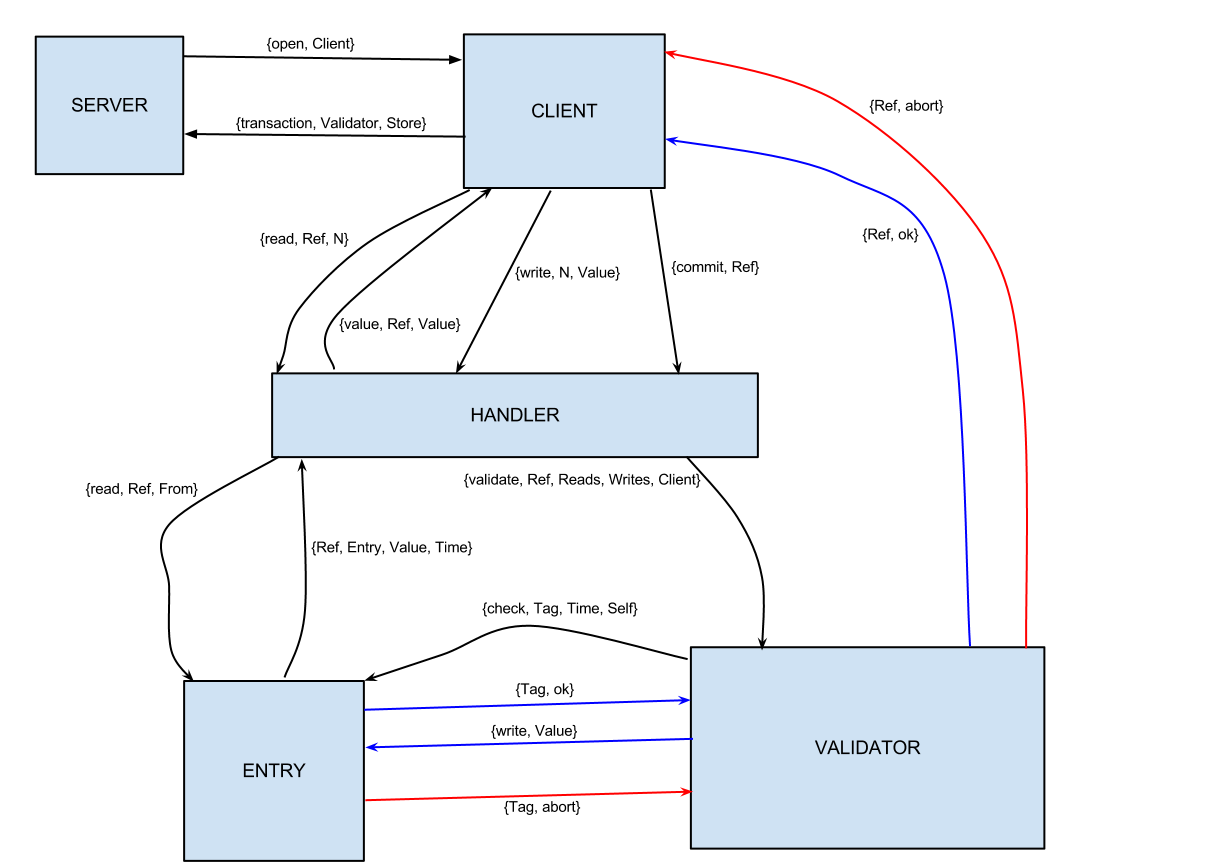 {open, Client}
SERVER
CLIENT
{Ref, abort}
{transaction, Validator, Store}
{Ref, ok}
{read, Ref, N}
{write, N, Value}
{commit, Ref}
{value, Ref, Value}
HANDLER
{validate, Ref, Reads, Writes, Client}
{read, Ref, From}
{Ref, Entry, Value, Time}
{check, Tag, Time, Self}
{Tag, ok}
{write, Value}
VALIDATOR
ENTRY
{Tag, abort}